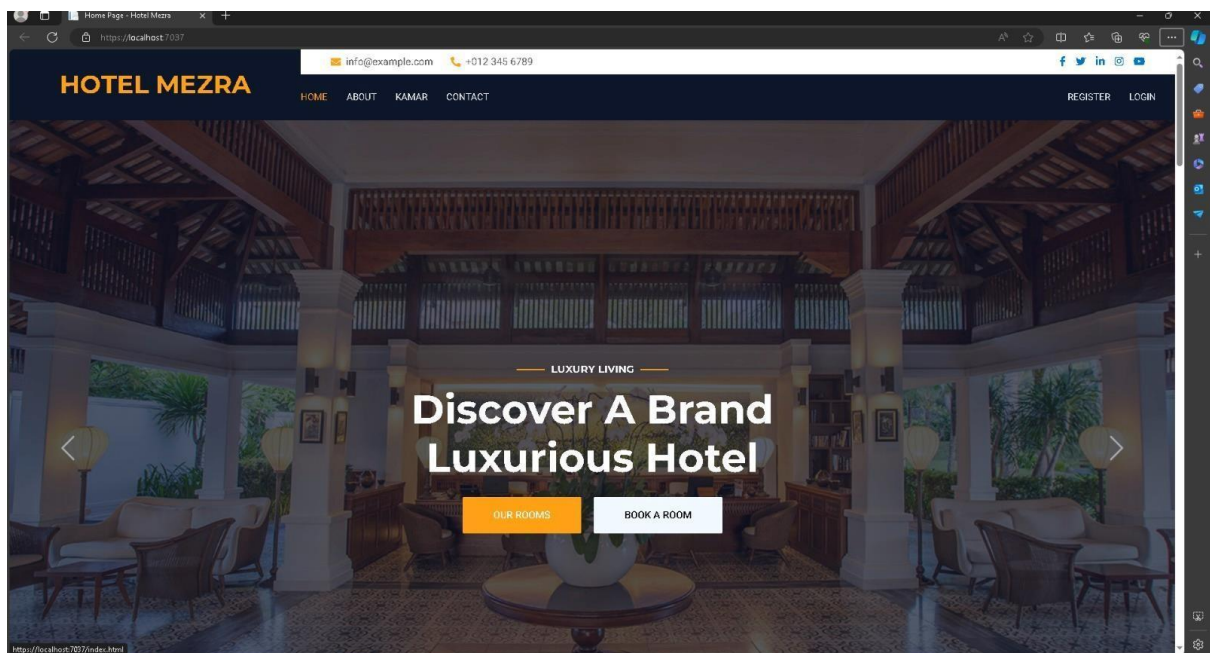 Home Page - Hotel Mezra
https://localhost:7037
info@example.com +012 345 6789
HOTEL MEZRA
HOME ABOUT KAMAR CONTACT REGISTER LOGIN
LUXURY LIVING
Discover A Brand
Luxurious Hotel
OUR ROOMS BOOK A ROOM
https://localhost:7037/index.html